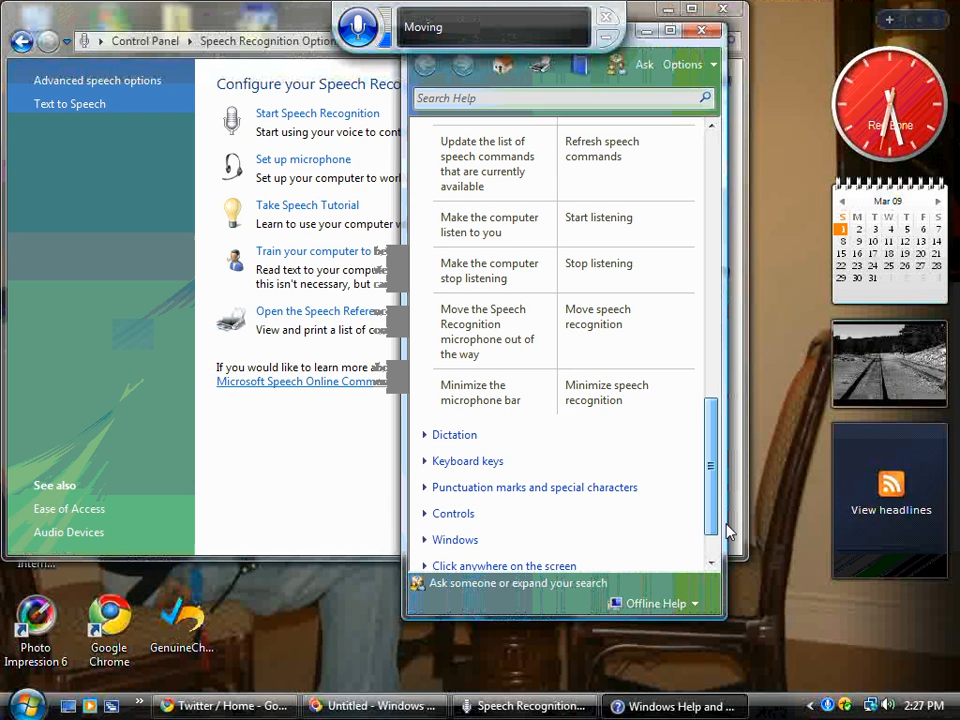 Moving
Control Panel
Speech Recognition Option
Advanced speech options
Text to Speech
Configure your Speech Reco
Start Speech Recognition
Start using your voice to cont
Set up microphone
Set up your computer to work
Take Speech Tutorial
Learn to use your computer w
Train your computer to
Read text to your
this isn't necessary, but
Open the Speech
View and print a list of
If you would like to learn more
Microsoft Speech Online
See also
Ease of Access
Audio Devices
Ask
Options
Search Help
Update the list of
speech commands
that are currently
available
Refresh speech
commands
Make the computer
listen to you
Start listening
Make the computer
stop listening
Stop listening
Move the Speech
Recognition
microphone out of
the way
Move speech
recognition
Minimize the
microphone bar
Minimize speech
recognition
Dictation
Keyboard keys
Punctuation marks and special characters
Controls
Windows
Click anywhere on the screen
Ask someone or expand your search
Offline Help
Mar 09
S M T W T F S
1 2 3 4 5 6 7
8 9 10 11 12 13 14
15 16 17 18 19 20 21
22 23 24 25 26 27 28
29 30 31
View headlines
Intern...
Photo
Impression 6
Google
Chrome
GenuineCh...
Twitter / Home - Go...
Untitled - Windows ...
Speech Recognition...
Windows Help and ...
2:27 PM